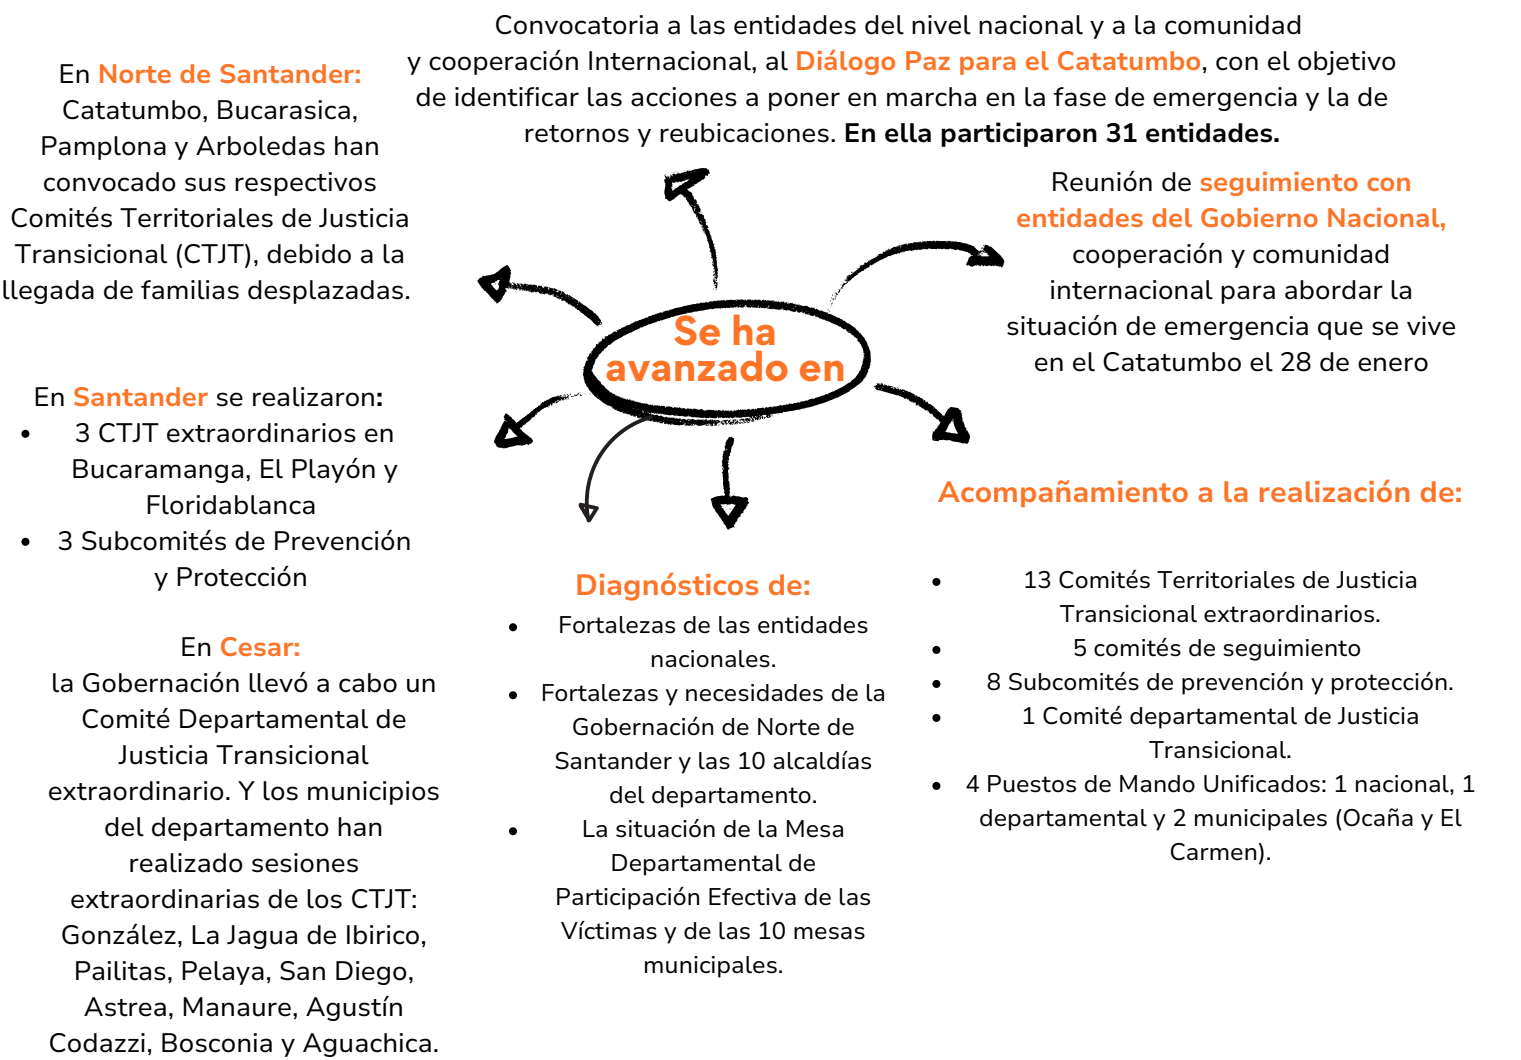 Convocatoria a las entidades del nivel nacional y a la comunidad
y cooperación Internacional, al Diálogo Paz para el Catatumbo, con el objetivo
de identificar las acciones a poner en marcha en la fase de emergencia y la de
retornos y reubicaciones. En ella participaron 31 entidades.
En Norte de Santander:
Catatumbo, Bucarasica,
Pamplona y Arboledas han
convocado sus respectivos
Comités Territoriales de Justicia
Transicional (CTJT), debido a la
llegada de familias desplazadas.
Reunión de seguimiento con
entidades del Gobierno Nacional,
cooperación y comunidad
internacional para abordar la
situación de emergencia que se vive
en el Catatumbo el 28 de enero
Se ha
avanzado en
En Santander se realizaron:
• 3 CTJT extraordinarios en
Bucaramanga, El Playón y
Floridablanca
• 3 Subcomités de Prevención
y Protección
En Cesar:
la Gobernación llevó a cabo un
Comité Departamental de
Justicia Transicional
extraordinario. Y los municipios
del departamento han
realizado sesiones
extraordinarias de los CTJT:
González, La Jagua de Ibirico,
Pailitas, Pelaya, San Diego,
Astrea, Manaure, Agustín
Codazzi, Bosconia y Aguachica.
Diagnósticos de:
• Fortalezas de las entidades
nacionales.
• Fortalezas y necesidades de la
Gobernación de Norte de
Santander y las 10 alcaldías
del departamento.
• La situación de la Mesa
Departamental de
Participación Efectiva de las
Víctimas y de las 10 mesas
municipales.
Acompañamiento a la realización de:
• 13 Comités Territoriales de Justicia
Transicional extraordinarios.
• 5 comités de seguimiento
• 8 Subcomités de prevención y protección.
• 1 Comité departamental de Justicia
Transicional.
• 4 Puestos de Mando Unificados: 1 nacional, 1
departamental y 2 municipales (Ocaña y El
Carmen).